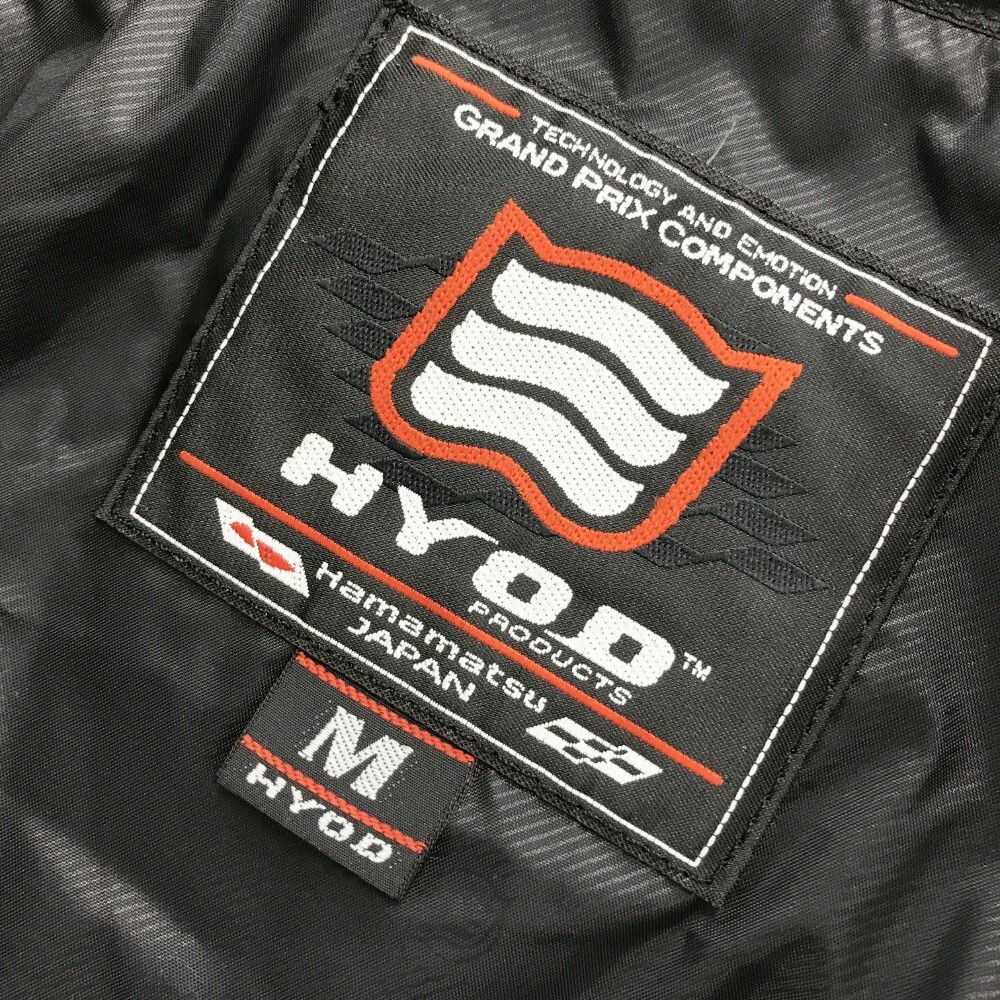 TECHNOLOGY AND EMOTION
GRAND PRIX COMPONENTS
HYOD™
PRODUCTS
Hamamatsu
JAPAN
M
HYOD